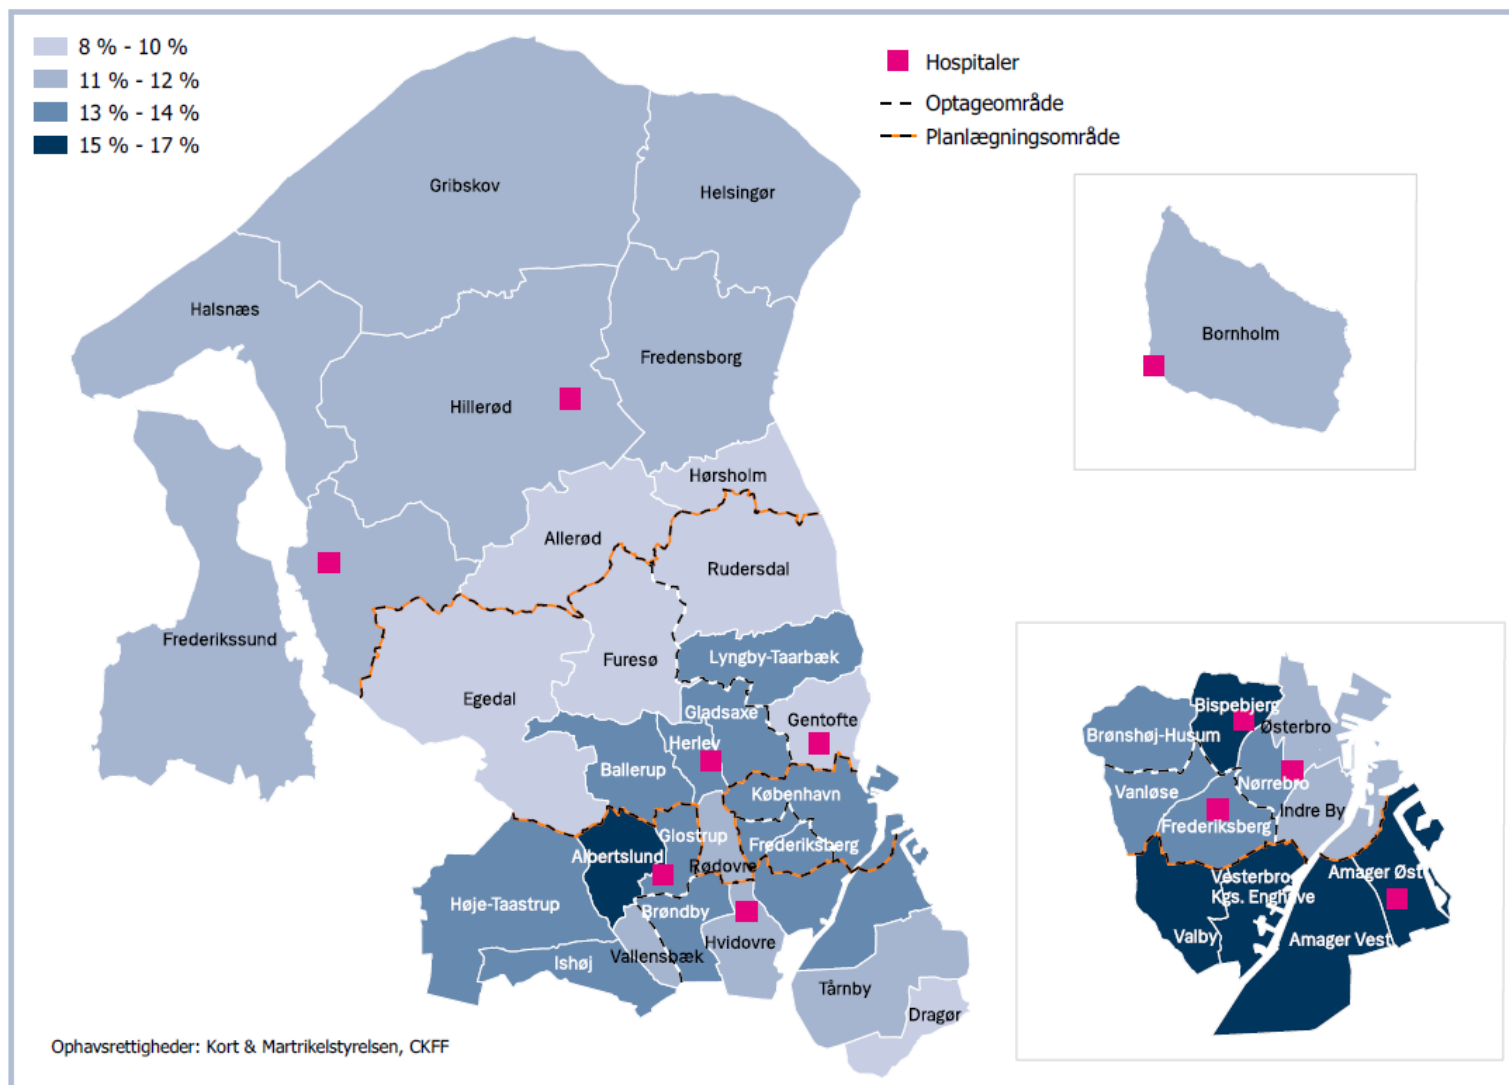 8 % - 10 %
11 % - 12 %
13 % - 14 %
15 % - 17 %
Hospitaler
Optageområde
Planlægningsområde
Gribskov
Helsingør
Halsnæs
Fredensborg
Hillerød
Hørsholm
Allerød
Rudersdal
Frederikssund
Furesø
Lyngby-Taarbæk
Egedal
Gladsaxe
Gentofte
Herlev
Ballerup
København
Glostrup
Frederiksberg
Albertslund
Rødovre
Høje-Taastrup
Brøndby
Hvidovre
Vallensbæk
Ishøj
Tårnby
Dragør
Bornholm
Bispebjerg
Østerbro
Brønshøj-Husum
Nørrebro
Vanløse
Indre By
Frederiksberg
Vesterbro
Kgs. Enghave
Amager Øst
Valby
Amager Vest
Ophavsrettigheder: Kort & Martrikelstyrelsen, CKFF